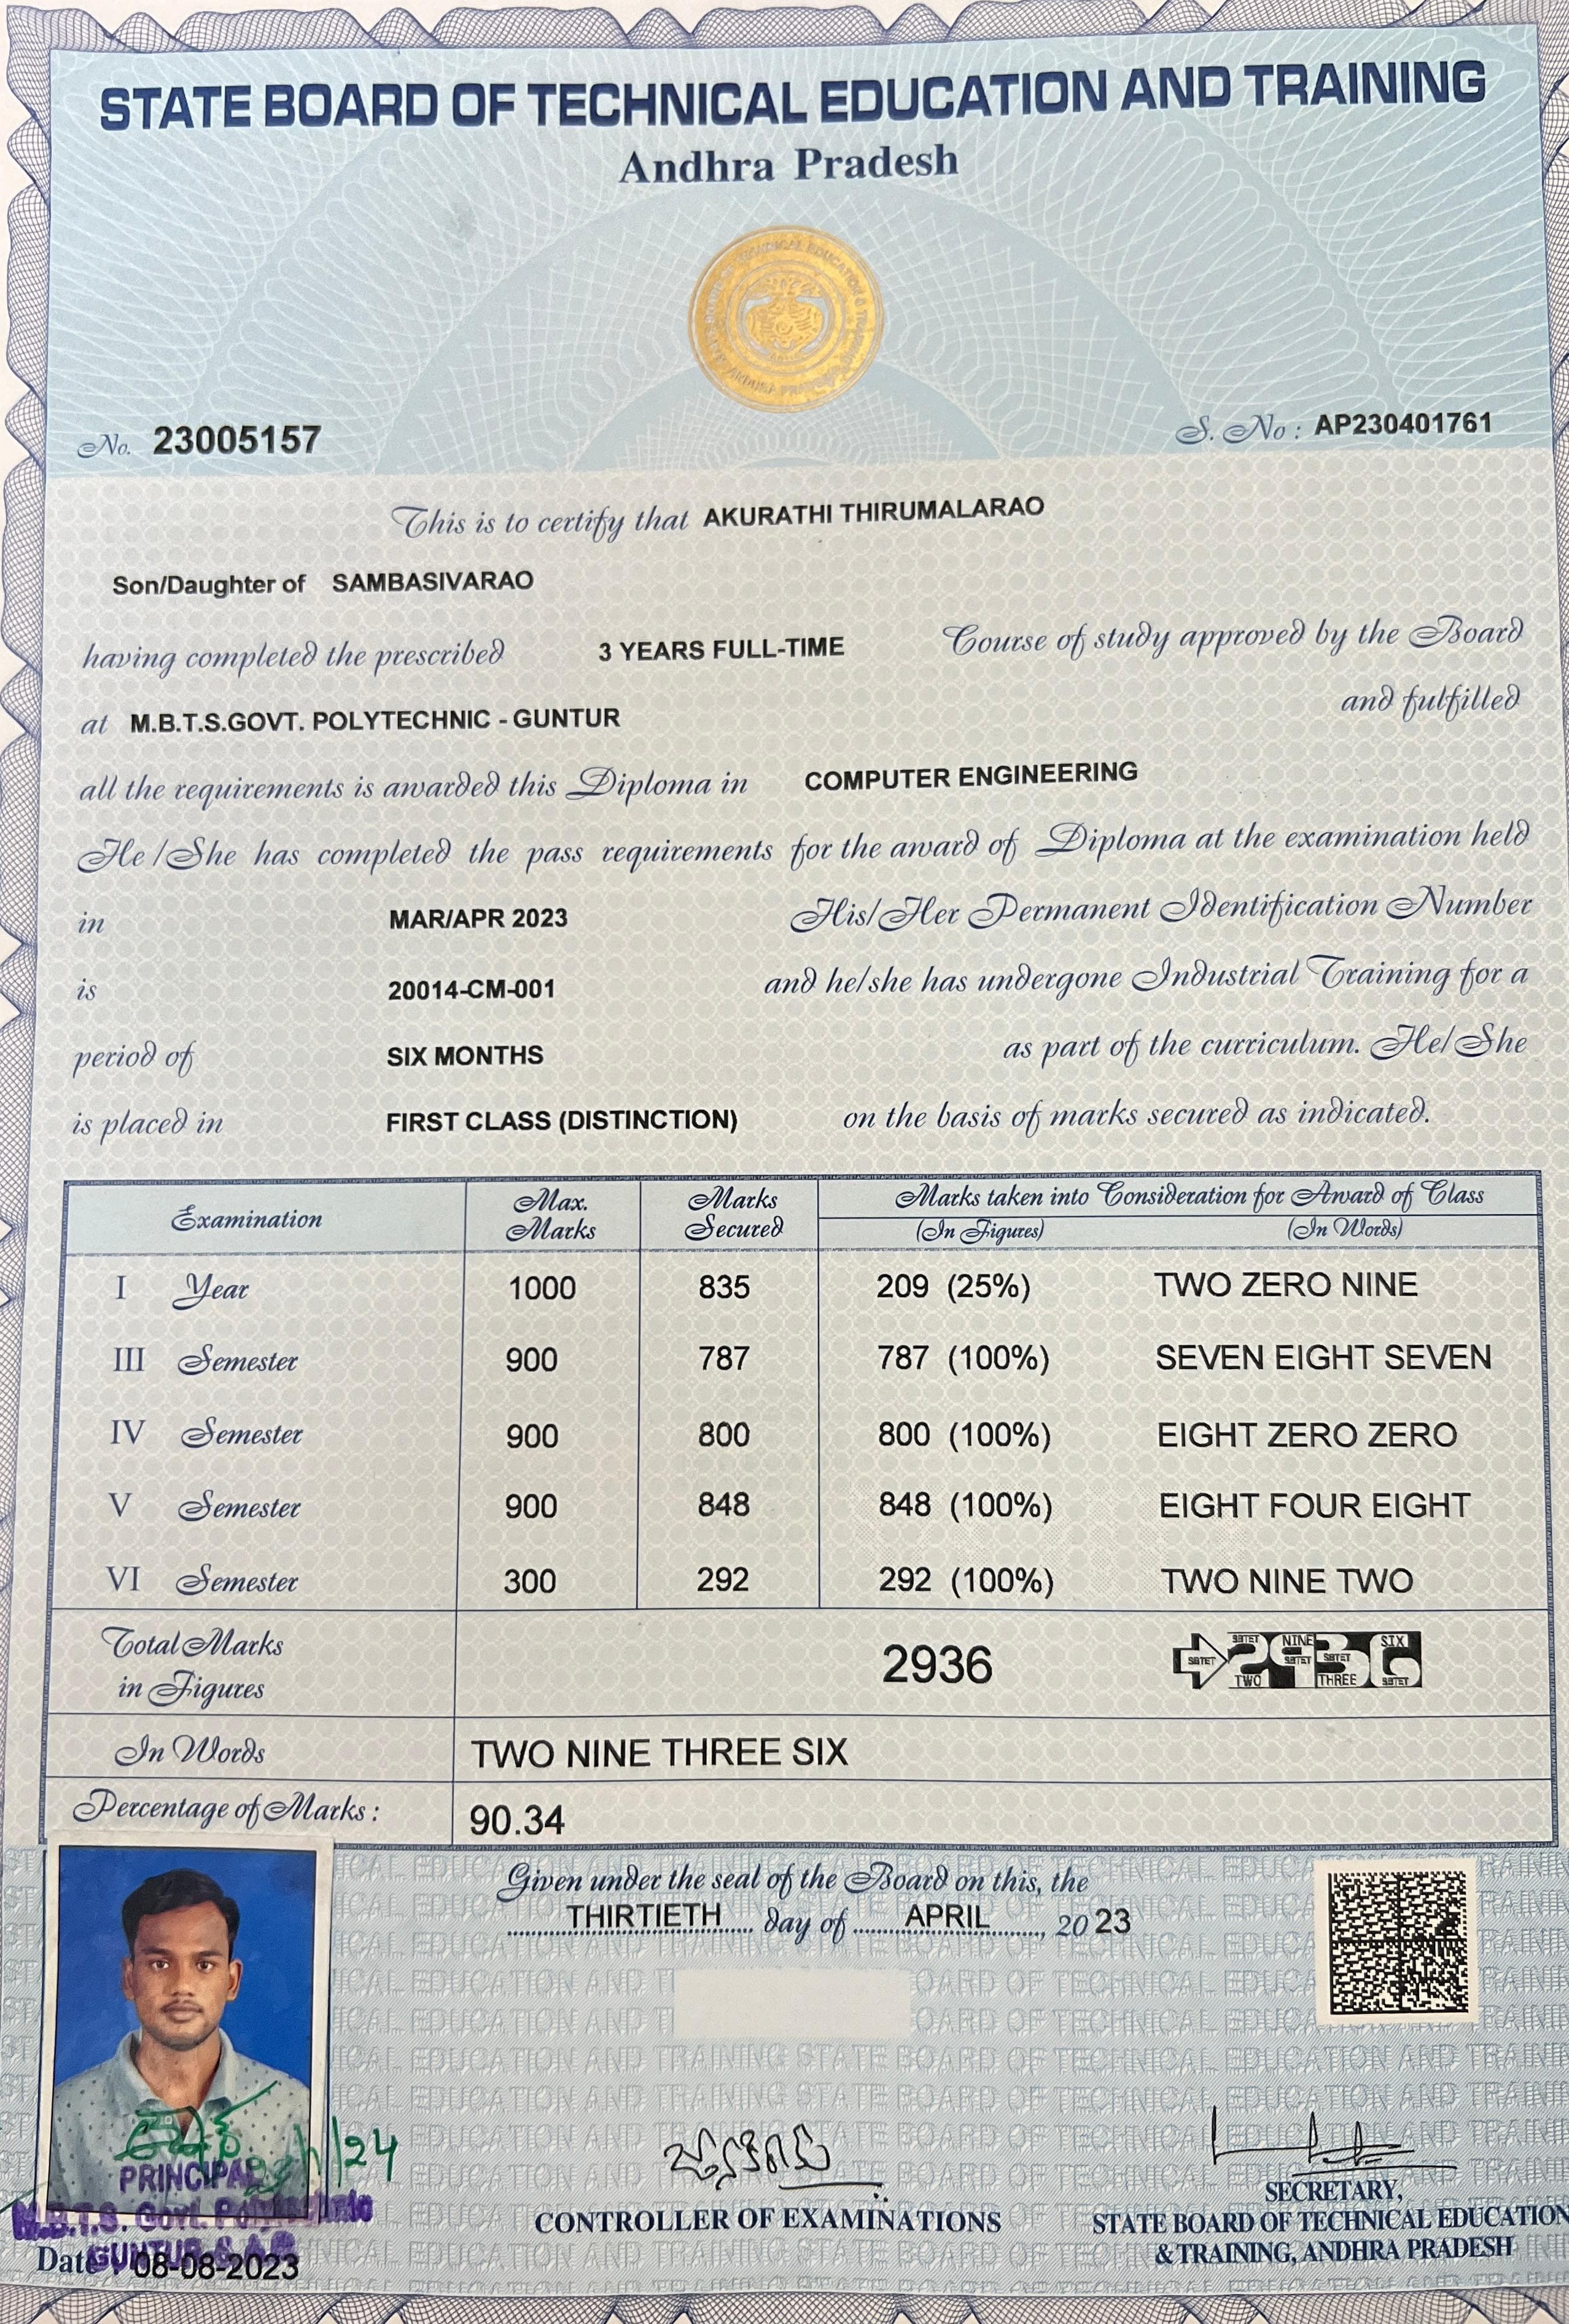 STATE BOARD OF TECHNICAL EDUCATION AND TRAINING
Andhra Pradesh
No. 23005157
S. No : AP230401761
This is to certify that AKURATHI THIRUMALARAO
Son/Daughter of SAMBASIVARAO
having completed the prescribed 3 YEARS FULL-TIME Course of study approved by the Board
at M.B.T.S.GOVT. POLYTECHNIC - GUNTUR and fulfilled
all the requirements is awarded this Diploma in COMPUTER ENGINEERING
He/She has completed the pass requirements for the award of Diploma at the examination held
in MAR/APR 2023 His/Her Permanent Identification Number
is 20014-CM-001 and he/she has undergone Industrial Training for a
period of SIX MONTHS as part of the curriculum. He/She
is placed in FIRST CLASS (DISTINCTION) on the basis of marks secured as indicated.
Examination Max. Marks Marks Secured Marks taken into Consideration for Award of Class
(In Figures) (In Words)
I Year 1000 835 209 (25%) TWO ZERO NINE
III Semester 900 787 787 (100%) SEVEN EIGHT SEVEN
IV Semester 900 800 800 (100%) EIGHT ZERO ZERO
V Semester 900 848 848 (100%) EIGHT FOUR EIGHT
VI Semester 300 292 292 (100%) TWO NINE TWO
Total Marks in Figures 2936 SBTET 2936
In Words TWO NINE THREE SIX
Percentage of Marks : 90.34
Given under the seal of the Board on this, the
THIRTIETH day of APRIL, 2023
PRINCIPAL
M.B.T.S. Govt. Polytechnic
GUNTUR
Date : 08-08-2023
CONTROLLER OF EXAMINATIONS
SECRETARY,
STATE BOARD OF TECHNICAL EDUCATION
& TRAINING, ANDHRA PRADESH